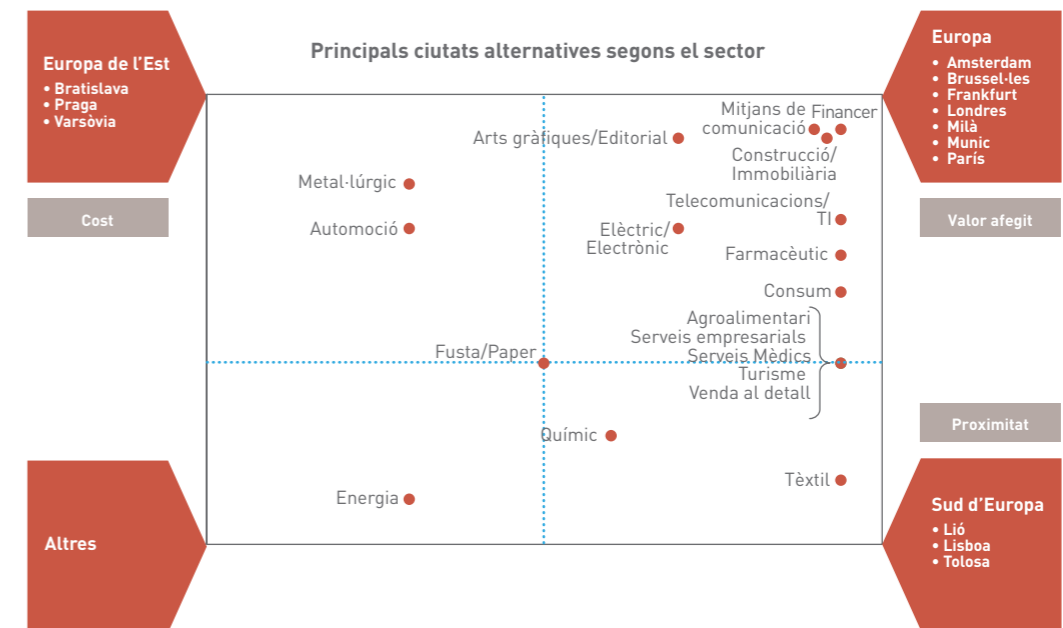 Principals ciutats alternatives segons el sector
Europa de l’Est
• Bratislava
• Praga
• Varsòvia
Cost
Europa
• Amsterdam
• Brussel·les
• Frankfurt
• Londres
• Milà
• Munic
• París
Valor afegit
Mitjans de
comunicació
Financer
Arts gràfiques/Editorial
Construcció/
Immobiliària
Metal·lúrgic
Telecomunicacions/
TI
Automoció
Elèctric/
Electrònic
Farmacèutic
Consum
Agroalimentari
Serveis empresarials
Serveis Mèdics
Turisme
Venda al detall
Fusta/Paper
Proximitat
Químic
Tèxtil
Energia
Altres
Sud d’Europa
• Lió
• Lisboa
• Tolosa